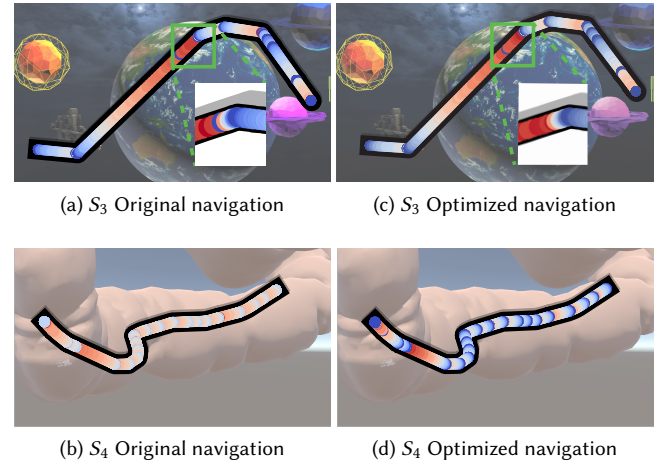 (a) S₃ Original navigation
(c) S₃ Optimized navigation
(b) S₄ Original navigation
(d) S₄ Optimized navigation